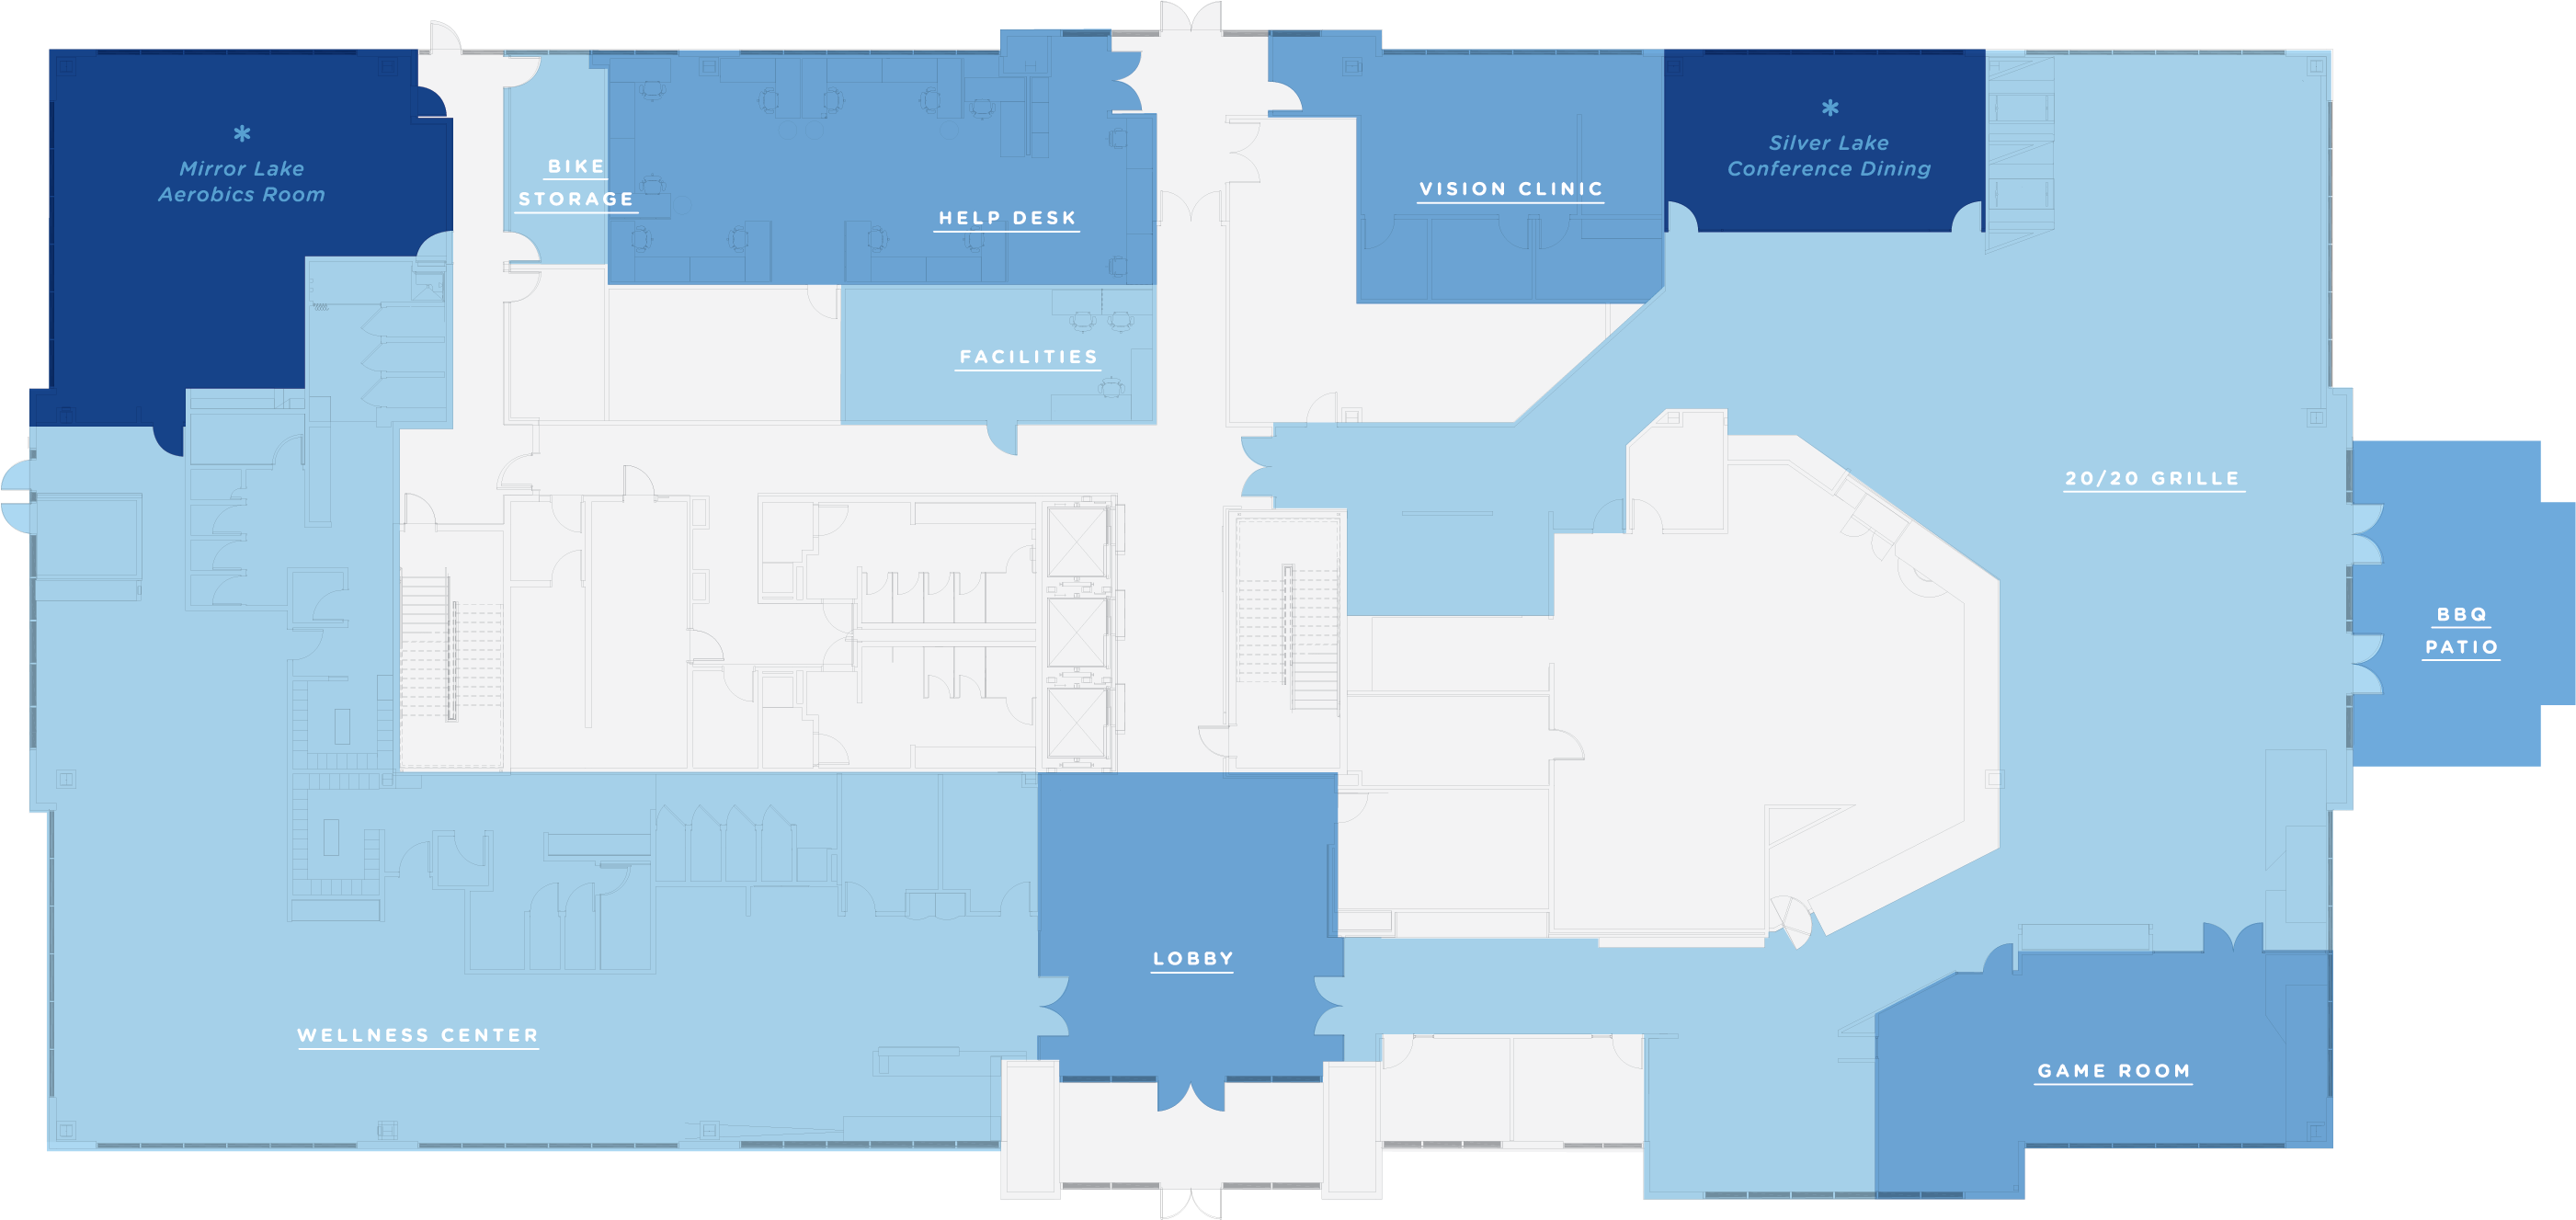 *
Mirror Lake
Aerobics Room
BIKE
STORAGE
HELP DESK
FACILITIES
VISION CLINIC
*
Silver Lake
Conference Dining
20/20 GRILLE
BBQ
PATIO
LOBBY
WELLNESS CENTER
GAME ROOM